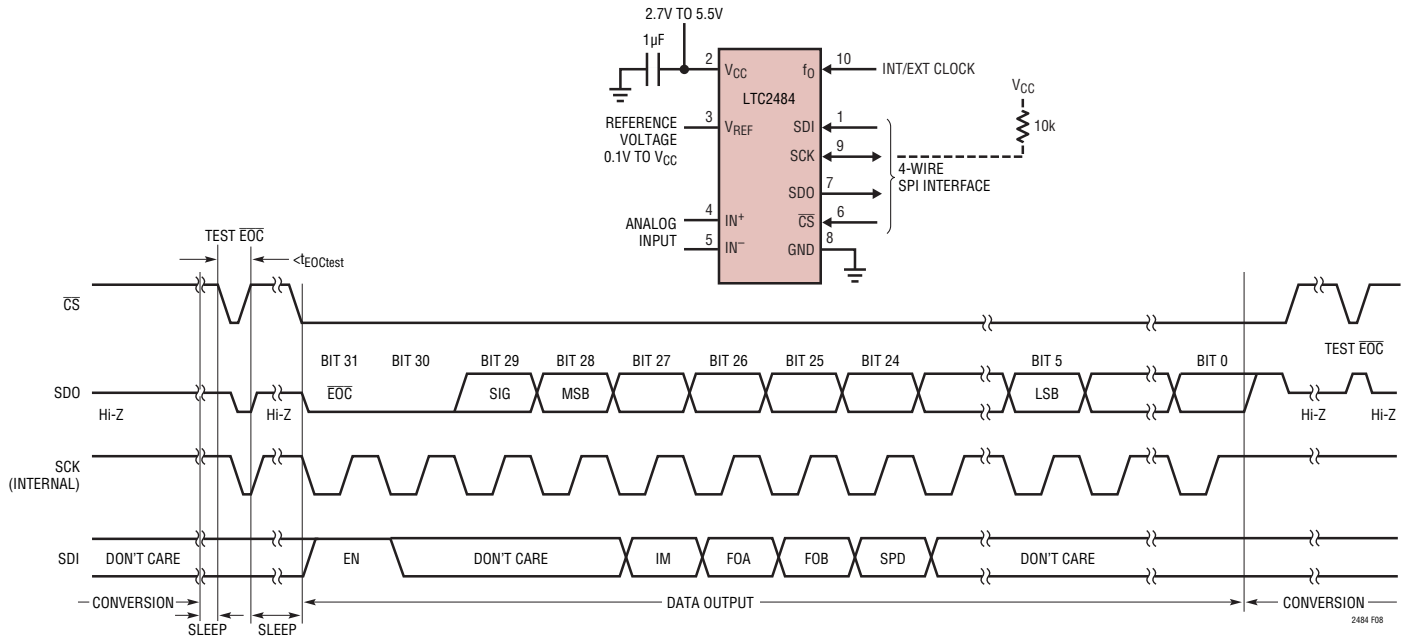 2.7V TO 5.5V
1µF
2
VCC
fO
10
INT/EXT CLOCK
LTC2484
VCC
10k
REFERENCE
VOLTAGE
0.1V TO VCC
3
VREF
SDI
1
SCK
9
4-WIRE
SPI INTERFACE
SDO
7
ANALOG
INPUT
4
IN+
5
IN–
CS
6
GND
8
TEST EOC
<tEOCtest
CS
BIT 31
BIT 30
BIT 29
BIT 28
BIT 27
BIT 26
BIT 25
BIT 24
BIT 5
BIT 0
TEST EOC
SDO
EOC
SIG
MSB
LSB
Hi-Z
Hi-Z
Hi-Z
Hi-Z
SCK
(INTERNAL)
SDI
DON'T CARE
EN
DON'T CARE
IM
FOA
FOB
SPD
DON'T CARE
CONVERSION
DATA OUTPUT
CONVERSION
SLEEP
SLEEP
2484 F08